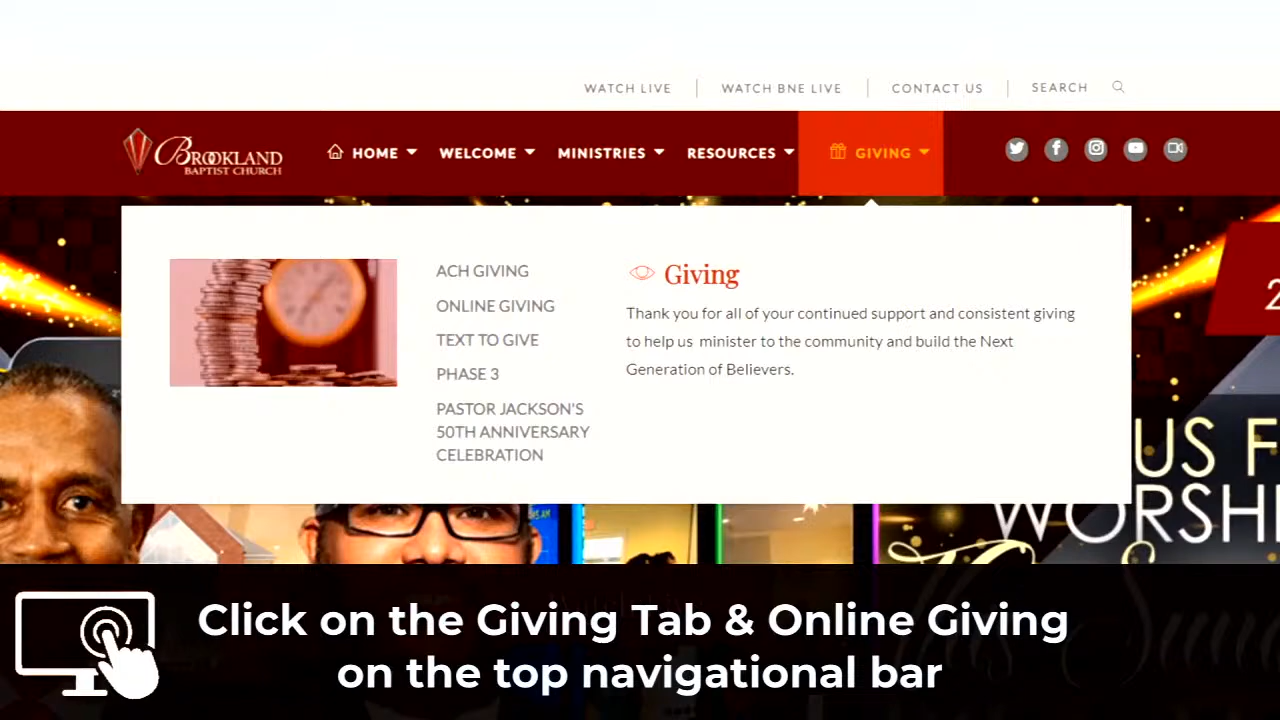 WATCH LIVE
WATCH BNE LIVE
CONTACT US
SEARCH
BROOKLAND
BAPTIST CHURCH
HOME
WELCOME
MINISTRIES
RESOURCES
GIVING
ACH GIVING
ONLINE GIVING
TEXT TO GIVE
PHASE 3
PASTOR JACKSON'S
50TH ANNIVERSARY
CELEBRATION
Giving
Thank you for all of your continued support and consistent giving
to help us minister to the community and build the Next
Generation of Believers.
2
US F
WORSHI
Click on the Giving Tab & Online Giving
on the top navigational bar